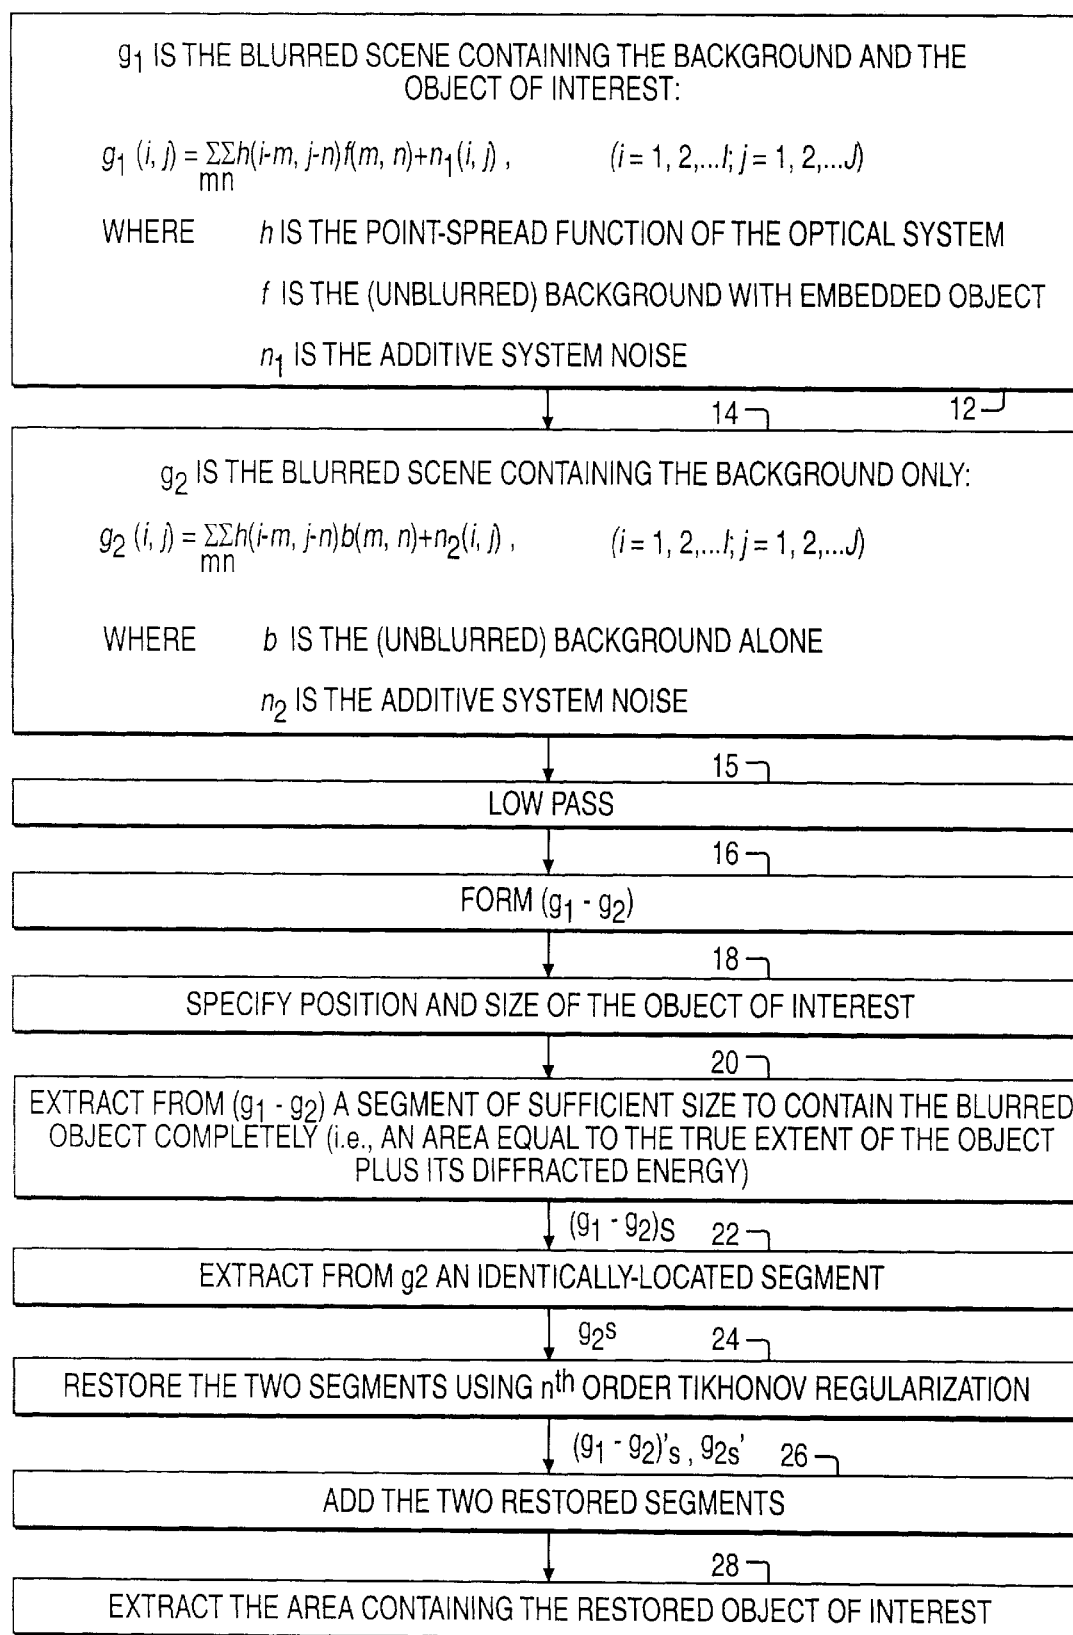 g1 IS THE BLURRED SCENE CONTAINING THE BACKGROUND AND THE
OBJECT OF INTEREST:
g1 (i, j) = ΣΣh(i-m, j-n)f(m, n)+n1(i, j) , (i = 1, 2,...I; j = 1, 2,...J)
mn
WHERE h IS THE POINT-SPREAD FUNCTION OF THE OPTICAL SYSTEM
f IS THE (UNBLURRED) BACKGROUND WITH EMBEDDED OBJECT
n1 IS THE ADDITIVE SYSTEM NOISE
14 12
g2 IS THE BLURRED SCENE CONTAINING THE BACKGROUND ONLY:
g2 (i, j) = ΣΣh(i-m, j-n)b(m, n)+n2(i, j) , (i = 1, 2,...I; j = 1, 2,...J)
mn
WHERE b IS THE (UNBLURRED) BACKGROUND ALONE
n2 IS THE ADDITIVE SYSTEM NOISE
15
LOW PASS
16
FORM (g1 - g2)
18
SPECIFY POSITION AND SIZE OF THE OBJECT OF INTEREST
20
EXTRACT FROM (g1 - g2) A SEGMENT OF SUFFICIENT SIZE TO CONTAIN THE BLURRED
OBJECT COMPLETELY (i.e., AN AREA EQUAL TO THE TRUE EXTENT OF THE OBJECT
PLUS ITS DIFFRACTED ENERGY)
(g1 - g2)S 22
EXTRACT FROM g2 AN IDENTICALLY-LOCATED SEGMENT
g2s 24
RESTORE THE TWO SEGMENTS USING nth ORDER TIKHONOV REGULARIZATION
(g1 - g2)'s , g2s' 26
ADD THE TWO RESTORED SEGMENTS
28
EXTRACT THE AREA CONTAINING THE RESTORED OBJECT OF INTEREST